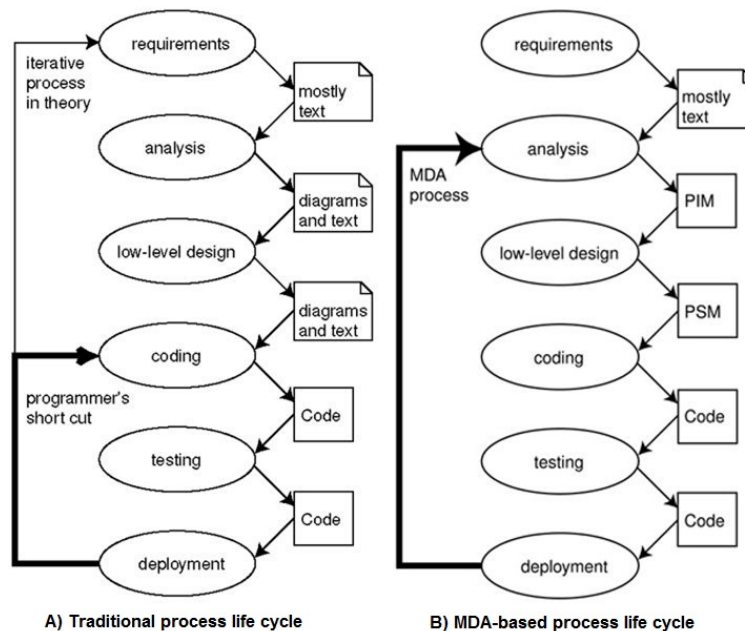 requirements
iterative
process
in theory
mostly
text
analysis
diagrams
and text
low-level design
diagrams
and text
coding
programmer's
short cut
Code
testing
Code
deployment
A) Traditional process life cycle
requirements
mostly
text
analysis
MDA
process
PIM
low-level design
PSM
coding
Code
testing
Code
deployment
B) MDA-based process life cycle